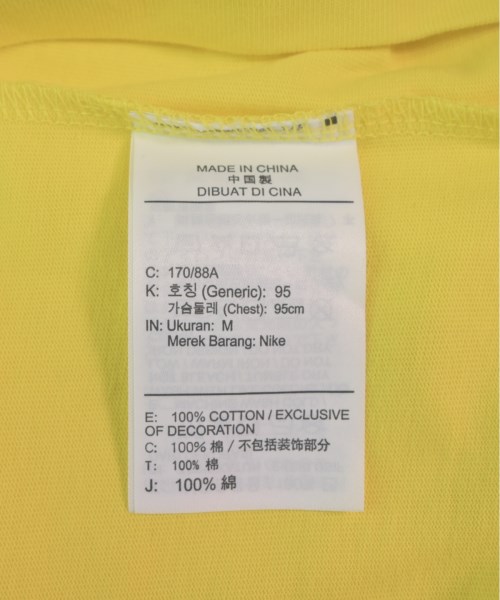 MADE IN CHINA
中国製
DIBUAT DI CINA
C: 170/88A
K: 호칭 (Generic): 95
가슴둘레 (Chest): 95cm
IN: Ukuran: M
Merek Barang: Nike
E: 100% COTTON / EXCLUSIVE
OF DECORATION
C: 100% 棉 / 不包括装饰部分
T: 100% 棉
J: 100% 綿